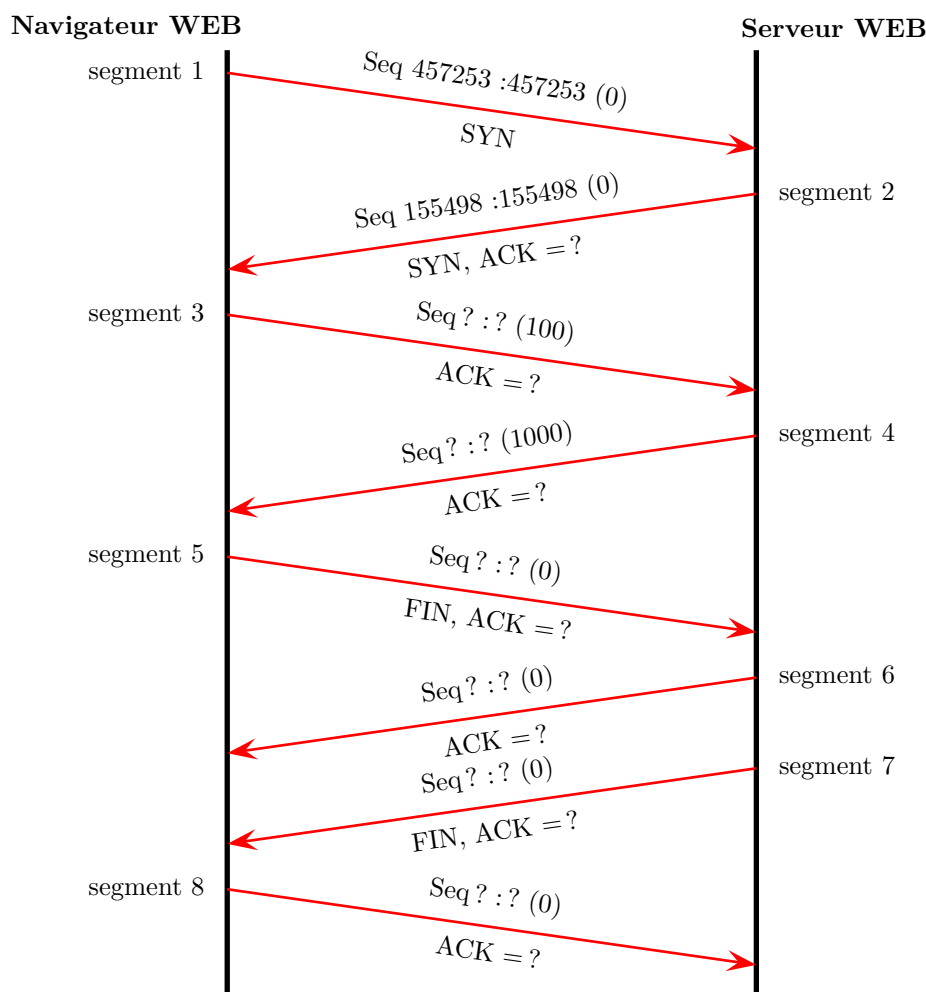 Navigateur WEB
Serveur WEB
segment 1
Seq 457253 :457253 (0)
SYN
segment 2
Seq 155498 :155498 (0)
SYN, ACK = ?
segment 3
Seq ? : ? (100)
ACK = ?
segment 4
Seq ? : ? (1000)
ACK = ?
segment 5
Seq ? : ? (0)
FIN, ACK = ?
segment 6
Seq ? : ? (0)
ACK = ?
segment 7
Seq ? : ? (0)
FIN, ACK = ?
segment 8
Seq ? : ? (0)
ACK = ?